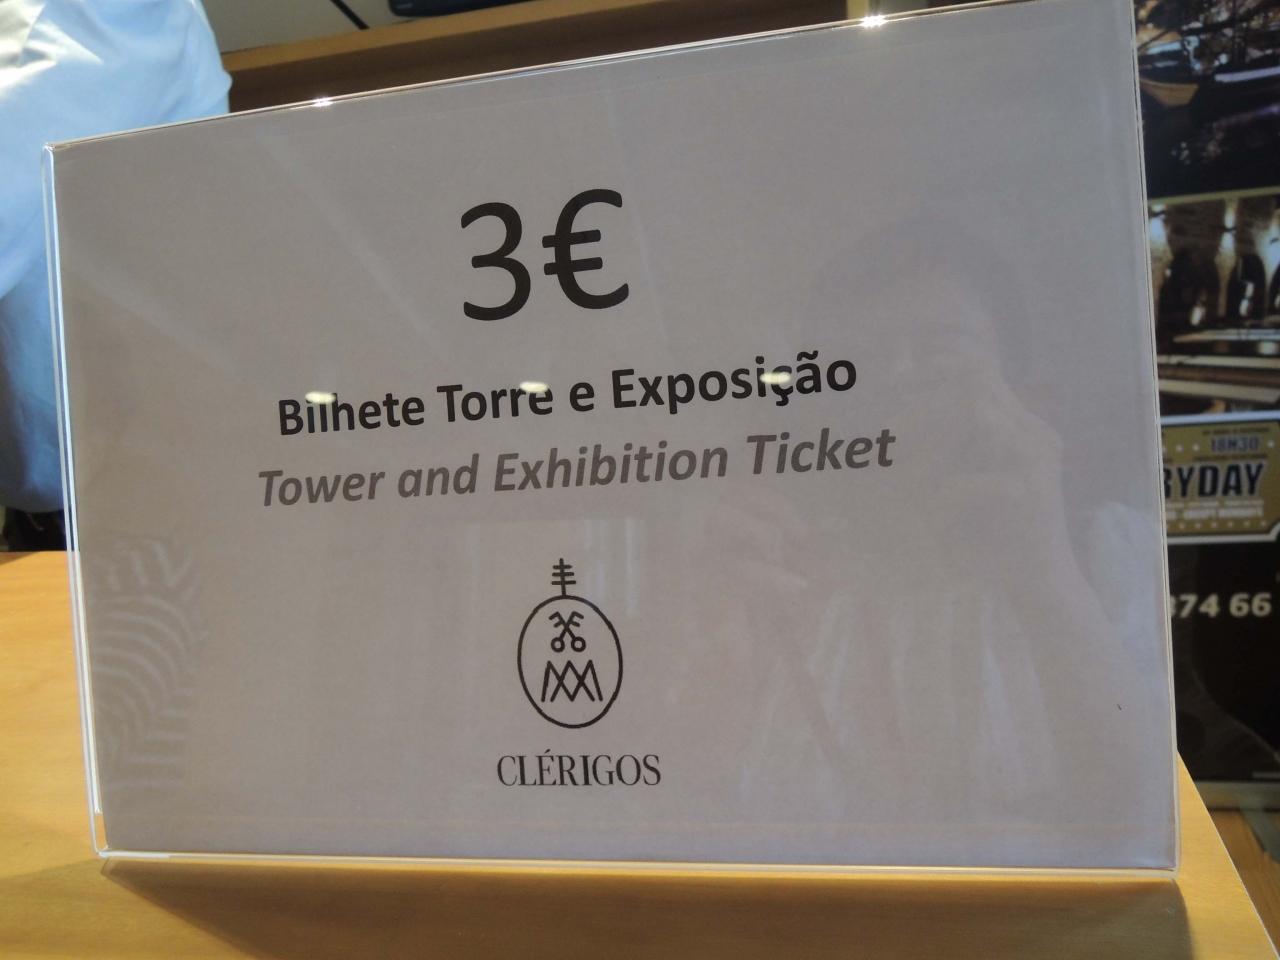 3€
Bilhete Torre e Exposição
Tower and Exhibition Ticket
CLÉRIGOS
18H30
RYDAY
74 66